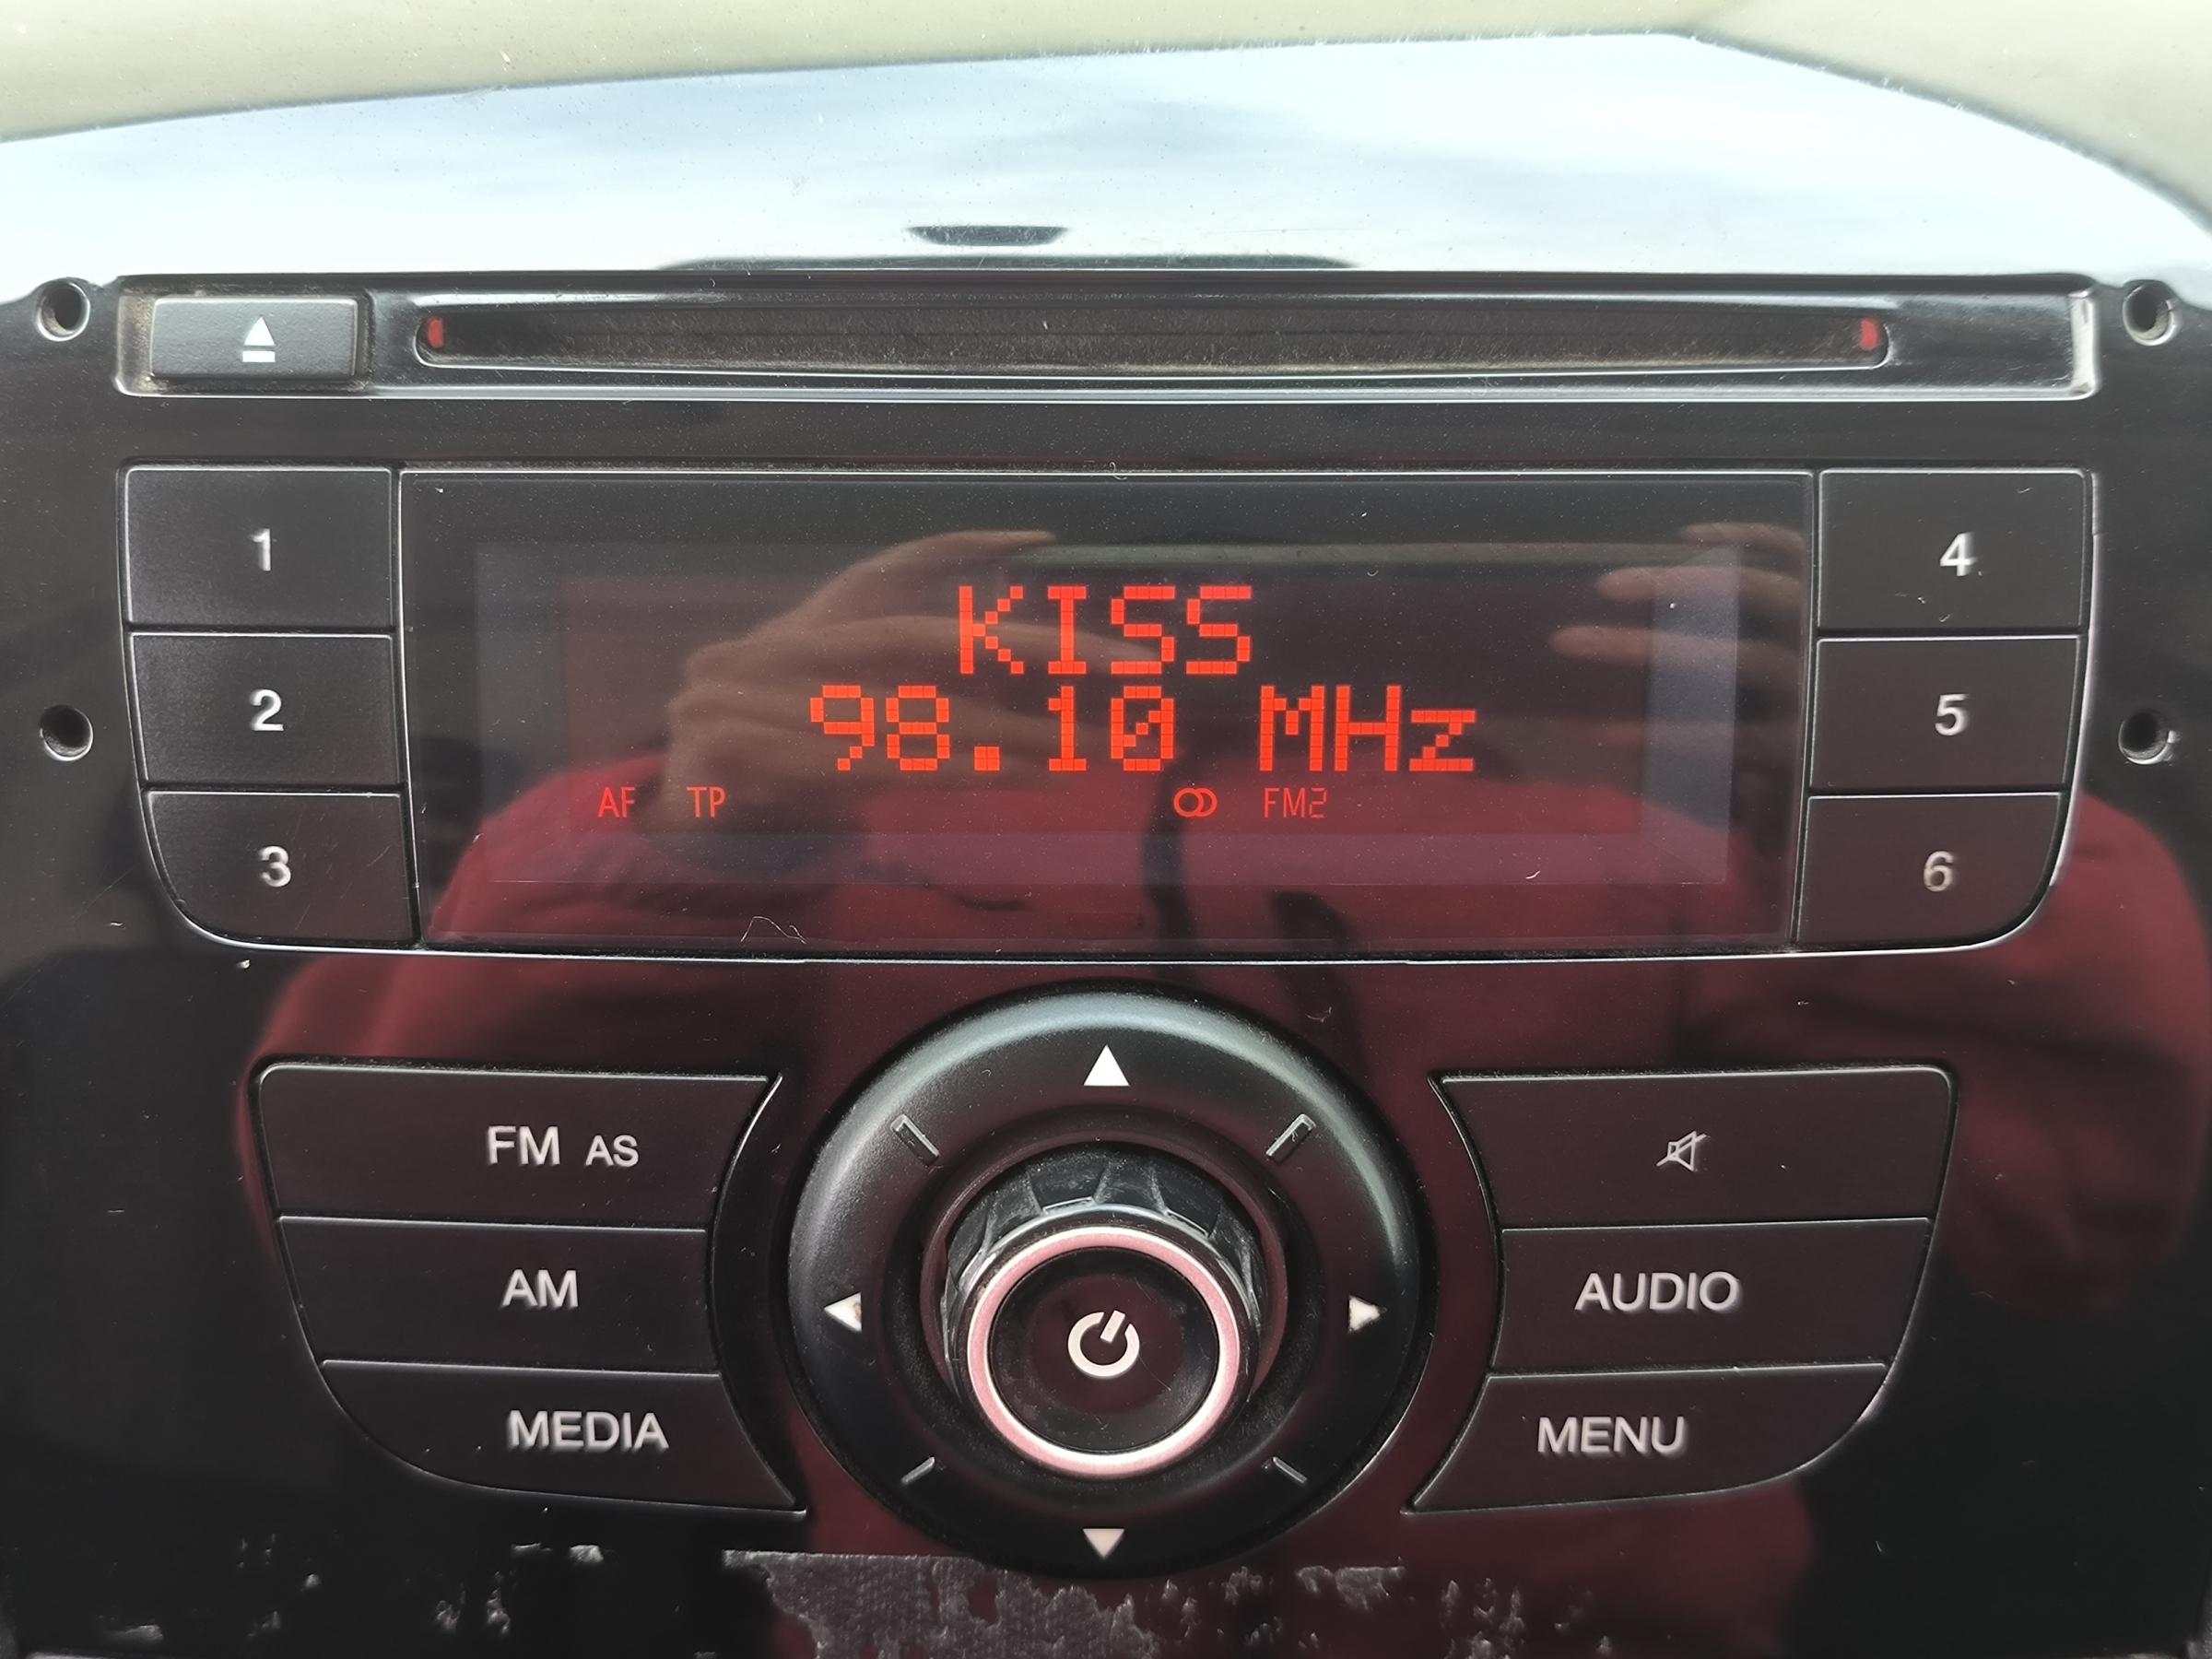 1
KISS
4
2
98.10 MHz
5
AF TP FM2
3
6
FM AS
AM
AUDIO
MEDIA
MENU